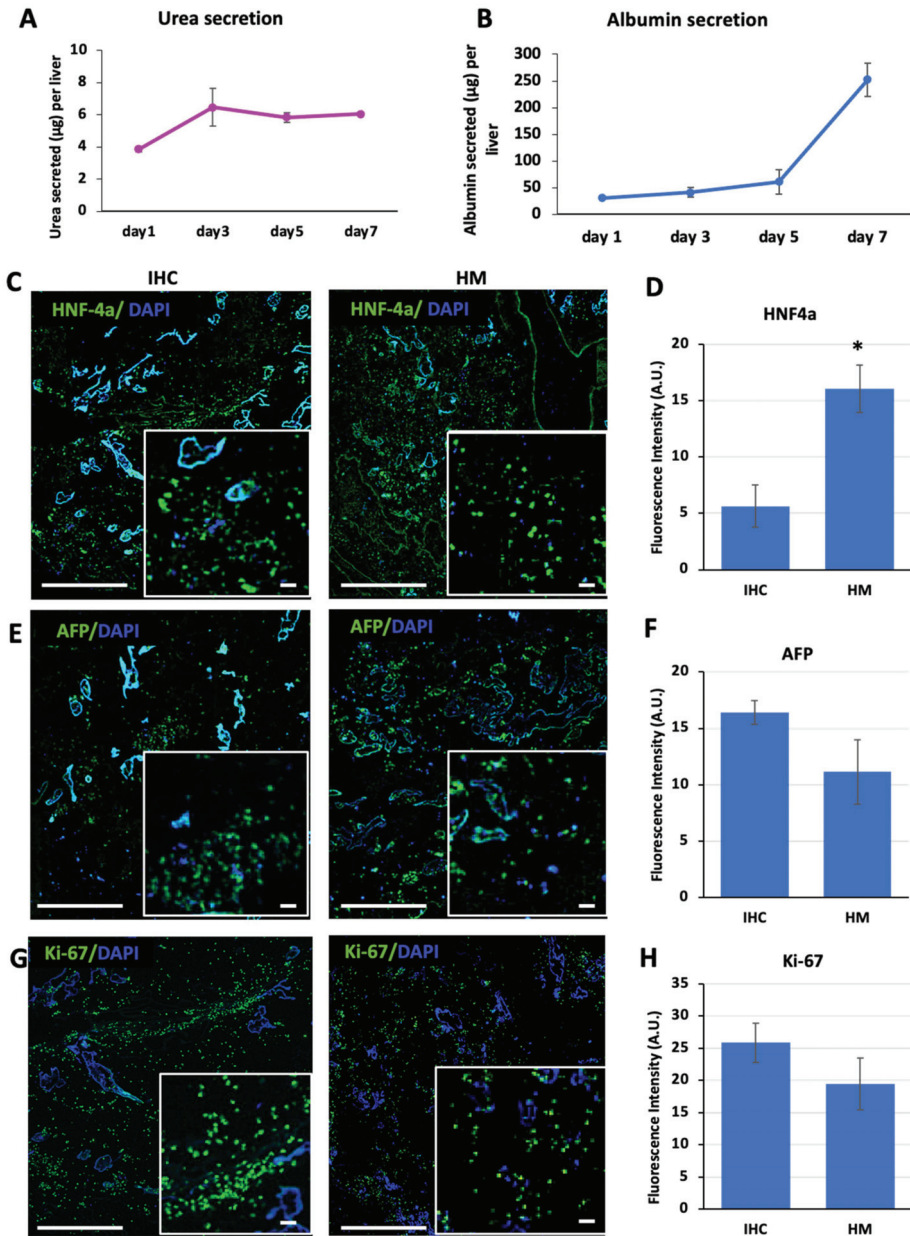 A
Urea secretion
Urea secreted (µg) per liver
10
8
6
4
2
0
day1
day3
day5
day7
B
Albumin secretion
Albumin secreted (µg) per
liver
300
250
200
150
100
50
0
day 1
day 3
day 5
day 7
C
IHC
HNF-4a/ DAPI
HM
HNF-4a/ DAPI
D
HNF4a
Fluorescence Intensity (A.U.)
20
15
10
5
0
*
IHC
HM
E
AFP/DAPI
AFP/DAPI
F
AFP
Fluorescence Intensity (A.U.)
20
15
10
5
0
IHC
HM
G
Ki-67/DAPI
Ki-67/DAPI
H
Ki-67
Fluorescence Intensity (A.U.)
35
30
25
20
15
10
5
0
IHC
HM